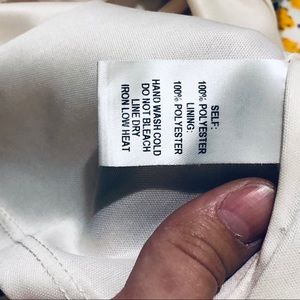 SELF:
100% POLYESTER
LINING:
100% POLYESTER
HAND WASH COLD
DO NOT BLEACH
LINE DRY
IRON LOW HEAT